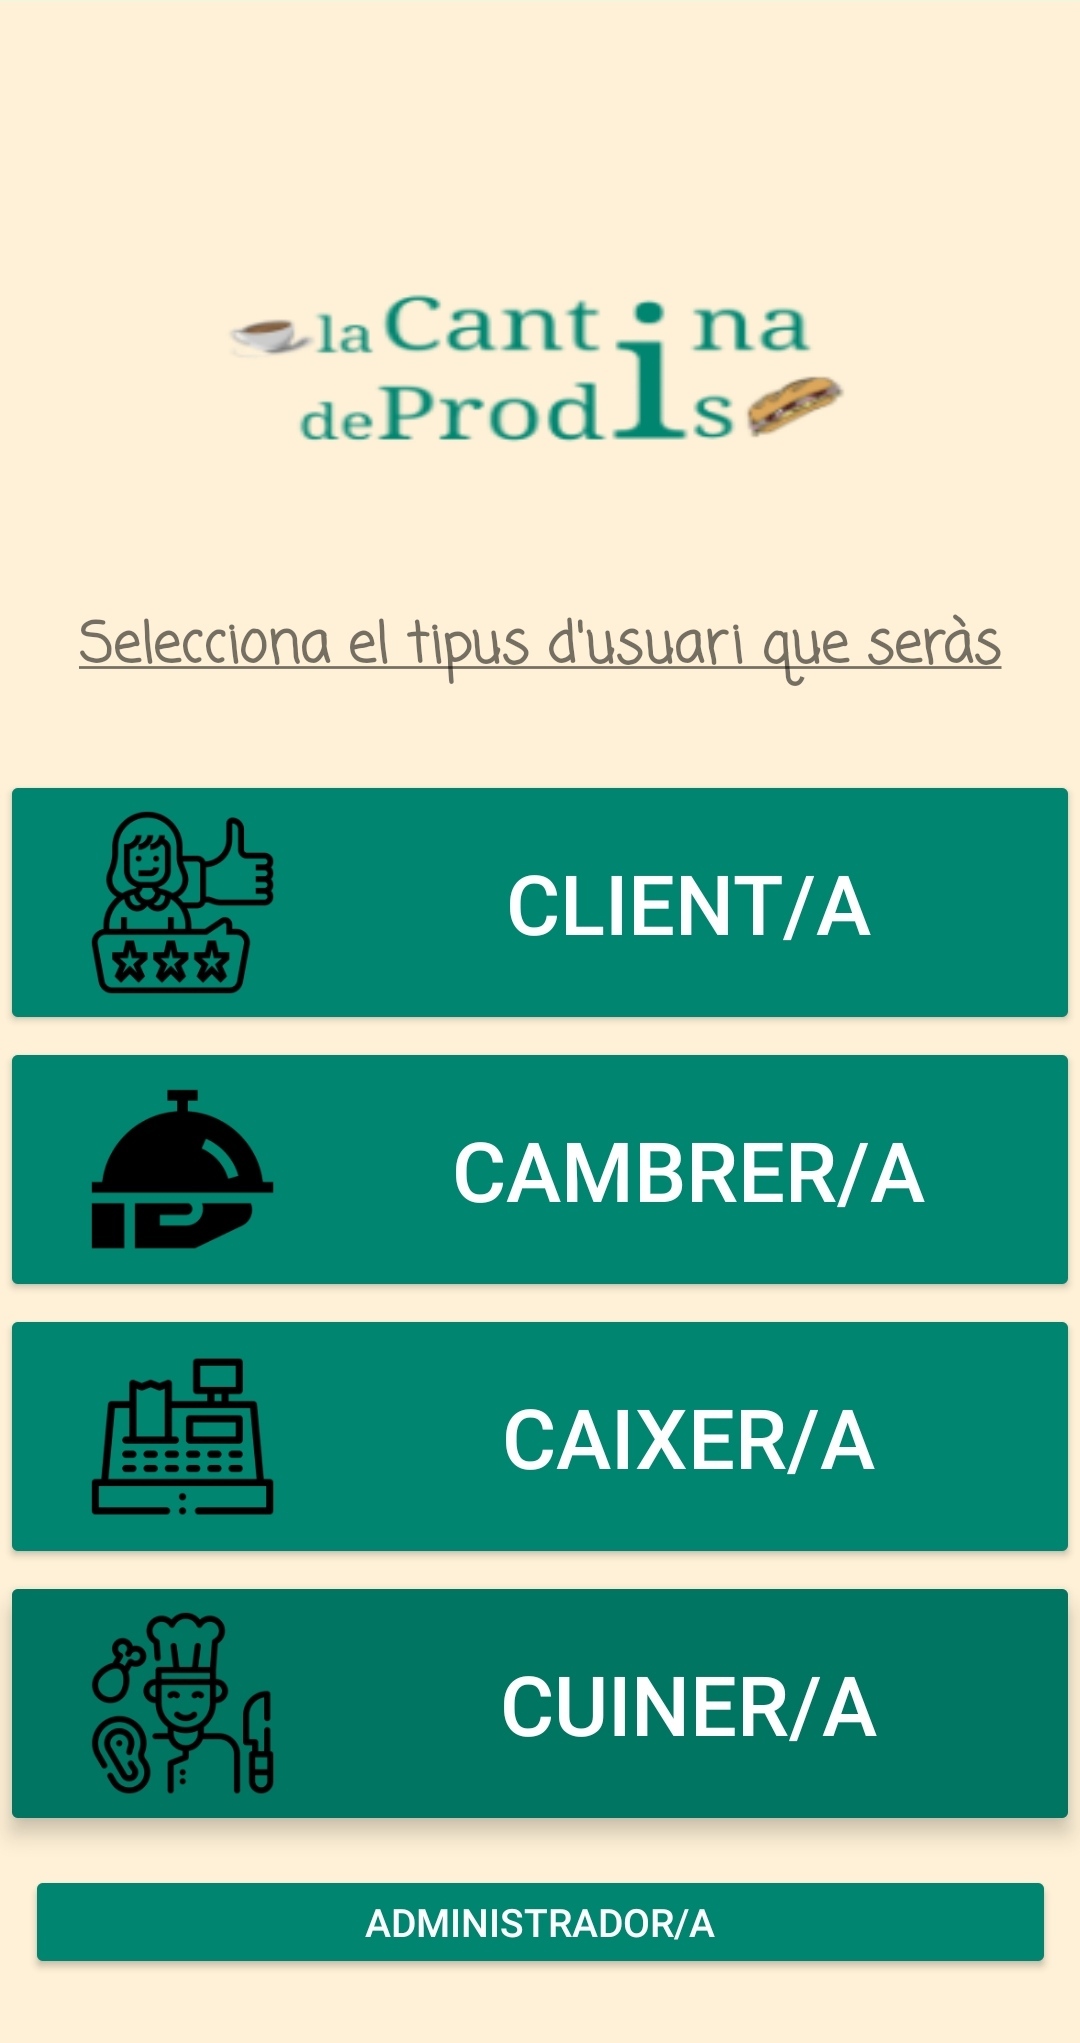 la Cantina
de Prodis
Selecciona el tipus d'usuari que seràs
CLIENT/A
CAMBRER/A
CAIXER/A
CUINER/A
ADMINISTRADOR/A